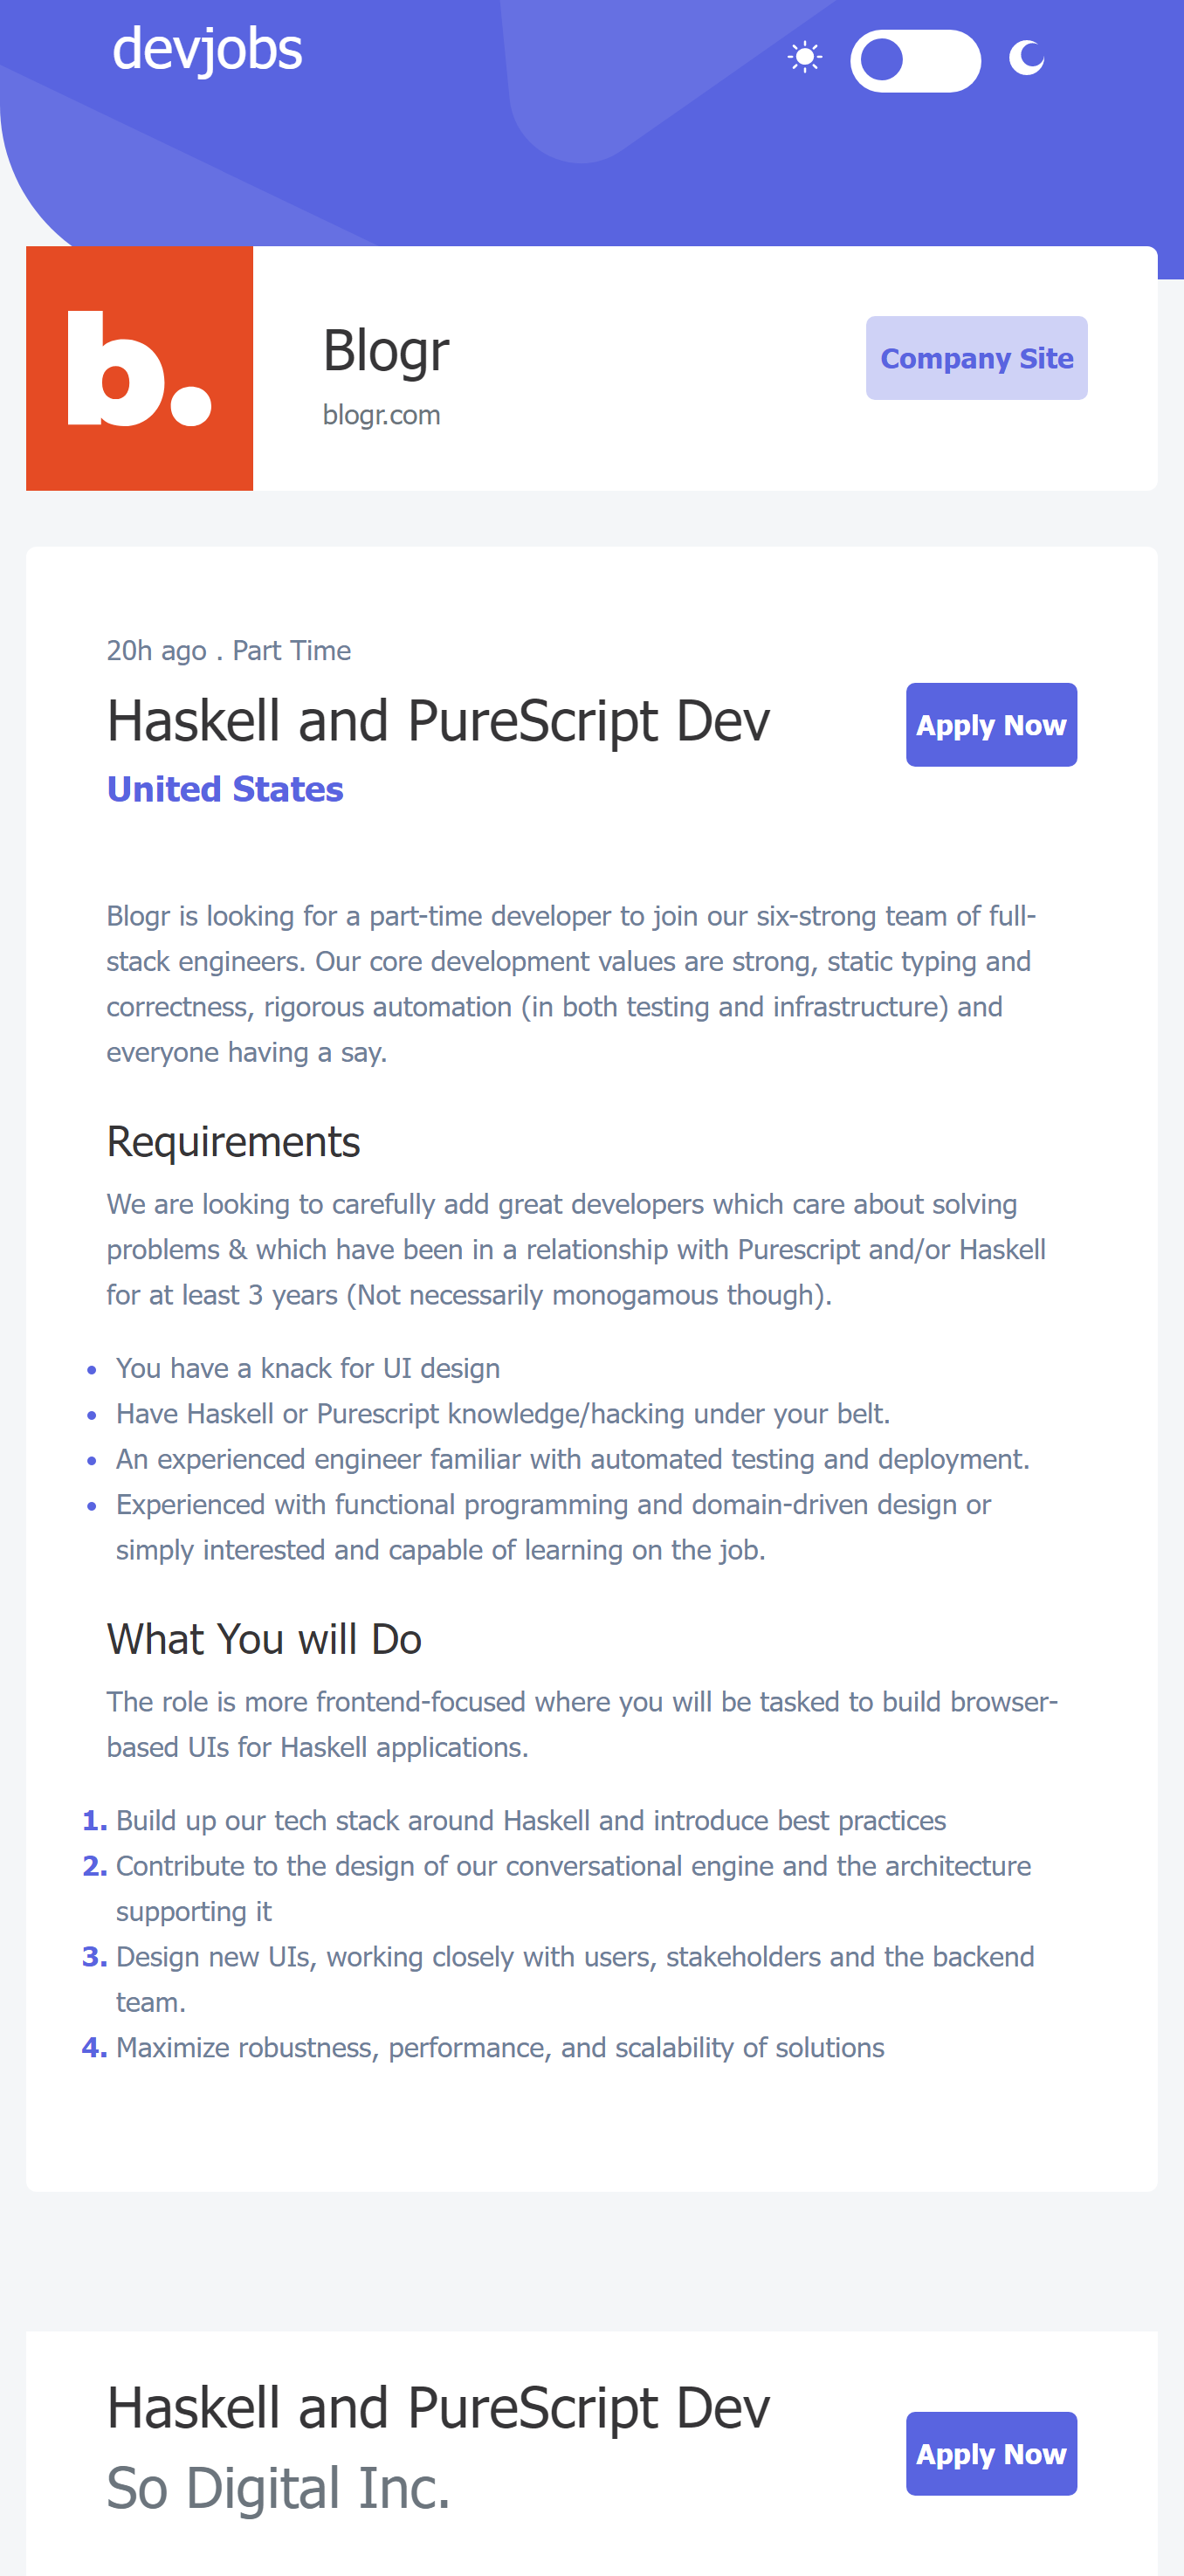 devjobs
b.
Blogr
blogr.com
Company Site
20h ago . Part Time
Haskell and PureScript Dev
Apply Now
United States
Blogr is looking for a part-time developer to join our six-strong team of full-
stack engineers. Our core development values are strong, static typing and
correctness, rigorous automation (in both testing and infrastructure) and
everyone having a say.
Requirements
We are looking to carefully add great developers which care about solving
problems & which have been in a relationship with Purescript and/or Haskell
for at least 3 years (Not necessarily monogamous though).
• You have a knack for UI design
• Have Haskell or Purescript knowledge/hacking under your belt.
• An experienced engineer familiar with automated testing and deployment.
• Experienced with functional programming and domain-driven design or
simply interested and capable of learning on the job.
What You will Do
The role is more frontend-focused where you will be tasked to build browser-
based UIs for Haskell applications.
1. Build up our tech stack around Haskell and introduce best practices
2. Contribute to the design of our conversational engine and the architecture
supporting it
3. Design new UIs, working closely with users, stakeholders and the backend
team.
4. Maximize robustness, performance, and scalability of solutions
Haskell and PureScript Dev
Apply Now
So Digital Inc.